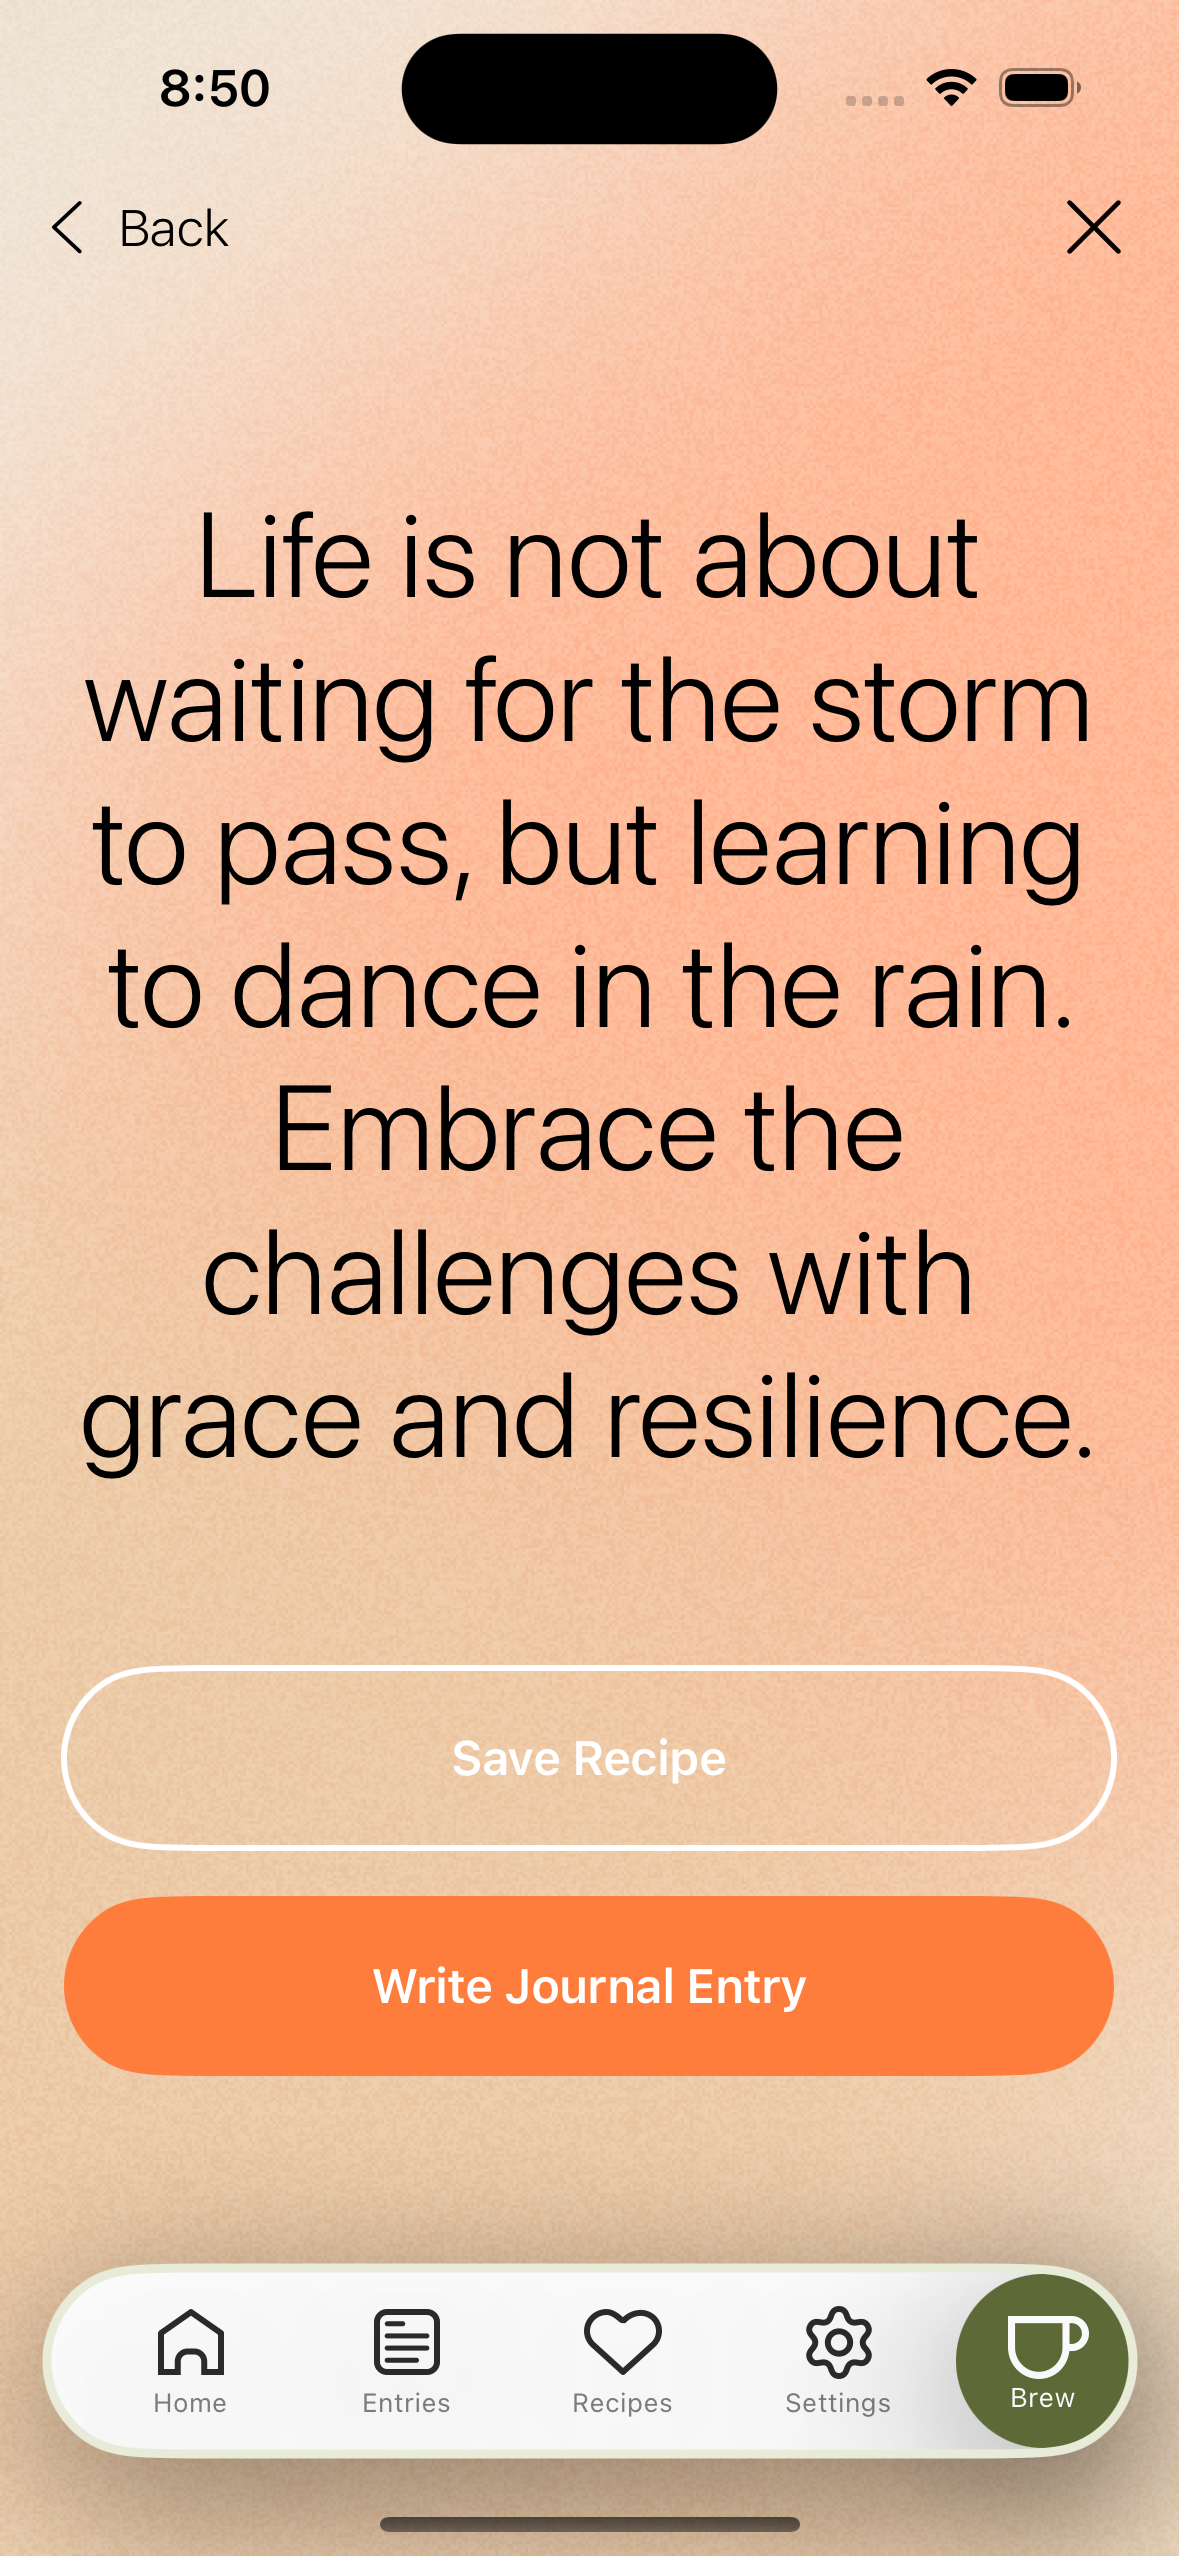 8:50
Back
Life is not about
waiting for the storm
to pass, but learning
to dance in the rain.
Embrace the
challenges with
grace and resilience.
Save Recipe
Write Journal Entry
Home
Entries
Recipes
Settings
Brew